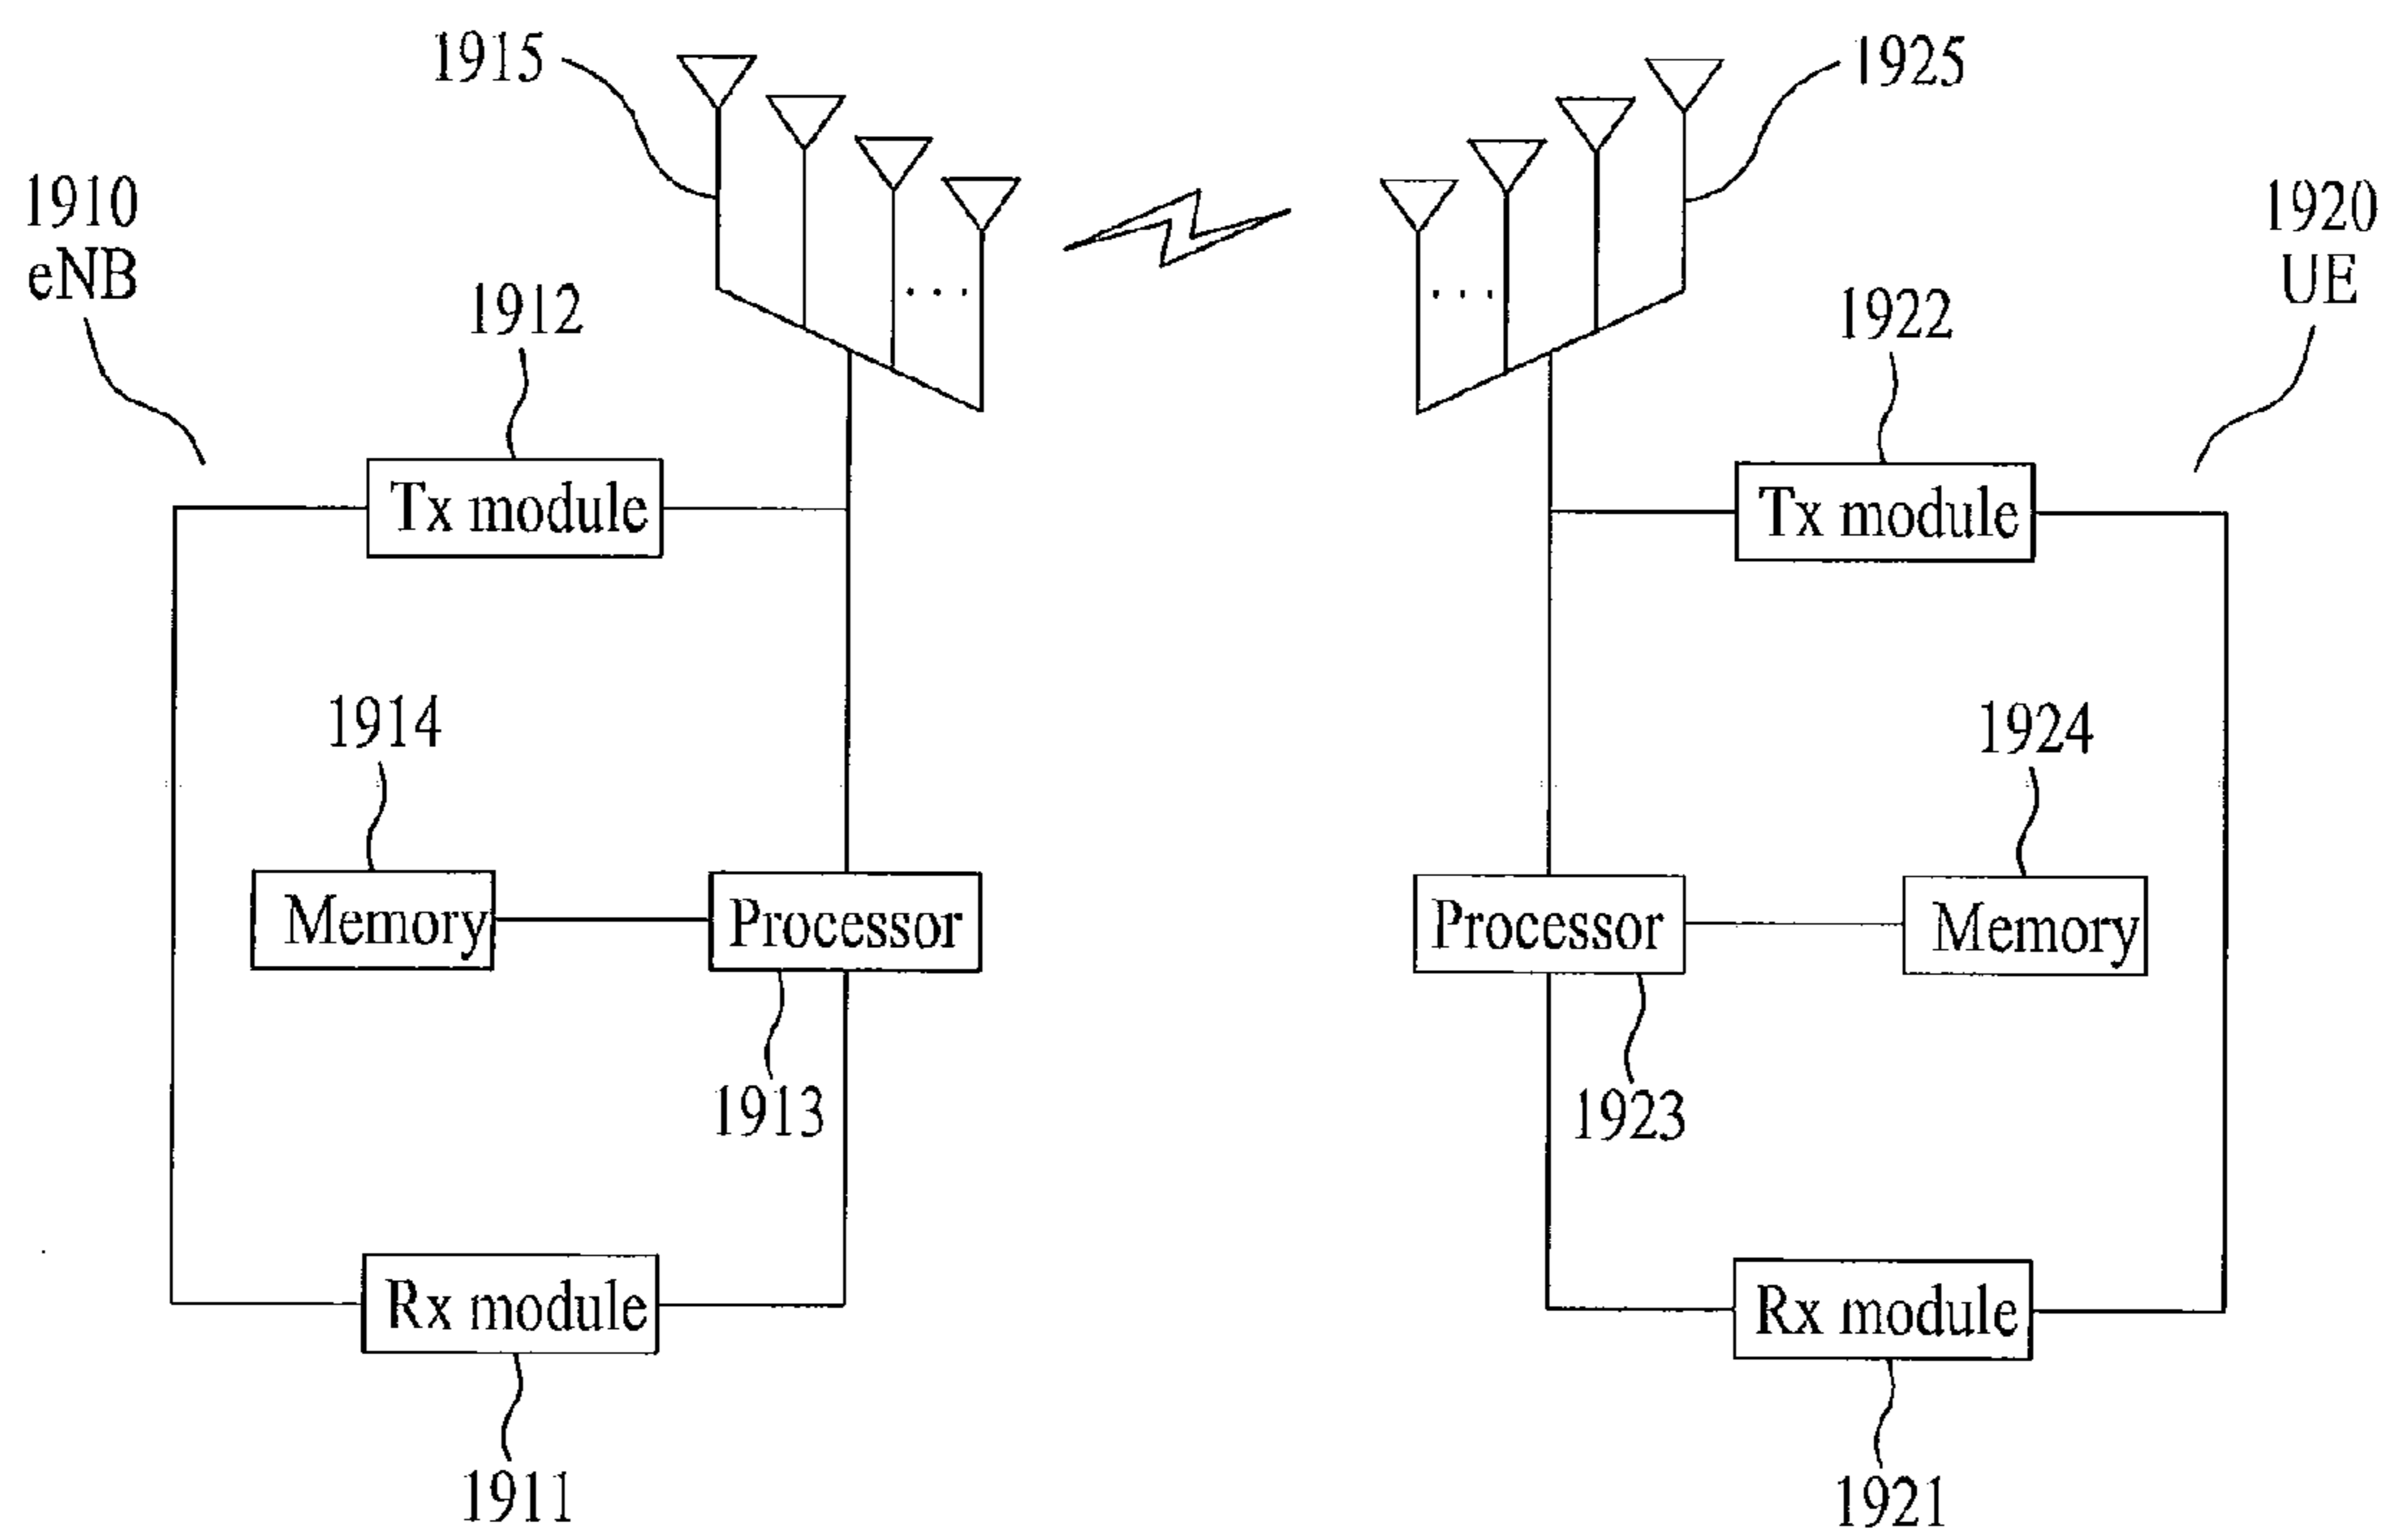 1915
1925
1910
eNB
1920
UE
1912
1922
Tx module
Tx module
1914
1924
Memory
Processor
Processor
Memory
1913
1923
Rx module
Rx module
1911
1921